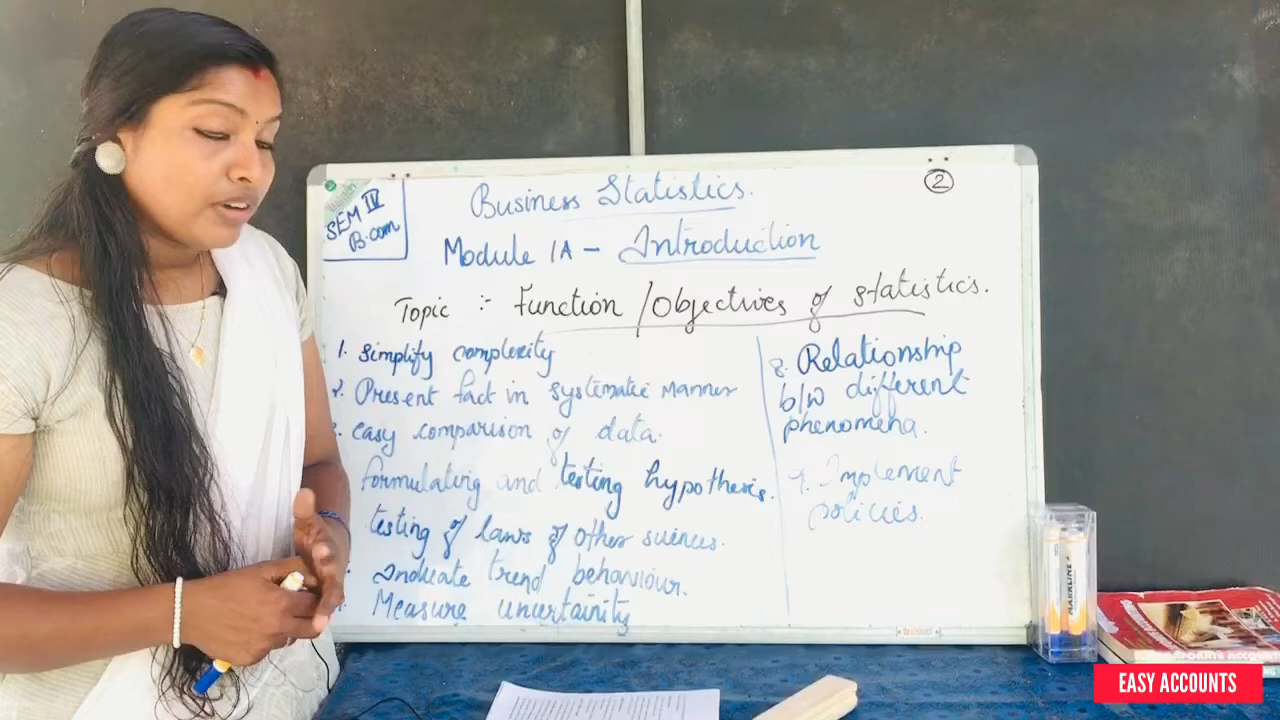 SEM IV
B.com
2
Business Statistics.
Module 1A - Introduction
Topic :- Function / Objectives of statistics.
1. simplify complexity
2. Present fact in systematic manner
3. easy comparison of data.
formulating and testing hypothesis.
testing of laws of other sciences.
Indicate trend behaviour.
Measure uncertainity
8. Relationship
b/w different
phenomena.
9. Implement
policies.
MARKLINE
EASY ACCOUNTS